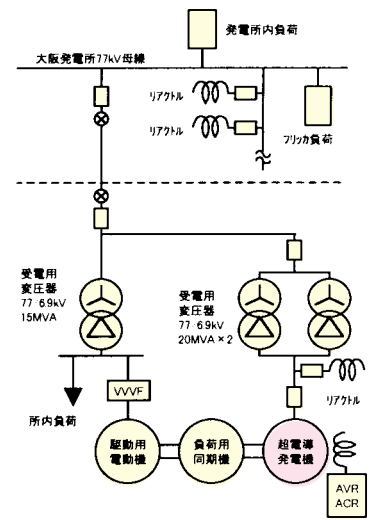 発電所内負荷
大阪発電所77kV母線
リアクトル
リアクトル
フリッカ負荷
受電用
変圧器
77/6.9kV
15MVA
受電用
変圧器
77/6.9kV
20MVA×2
リアクトル
所内負荷
VVVF
駆動用
電動機
負荷用
同期機
超電導
発電機
AVR
ACR